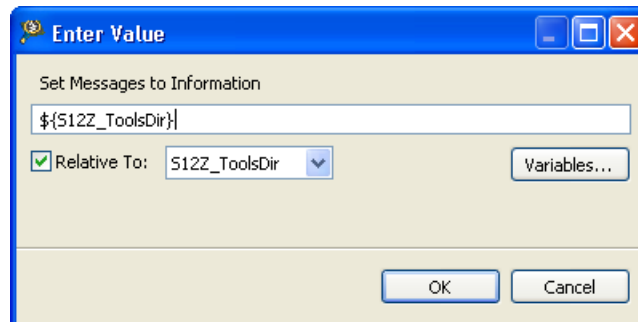 Enter Value
Set Messages to Information
${S12Z_ToolsDir}
Relative To: S12Z_ToolsDir Variables...
OK Cancel